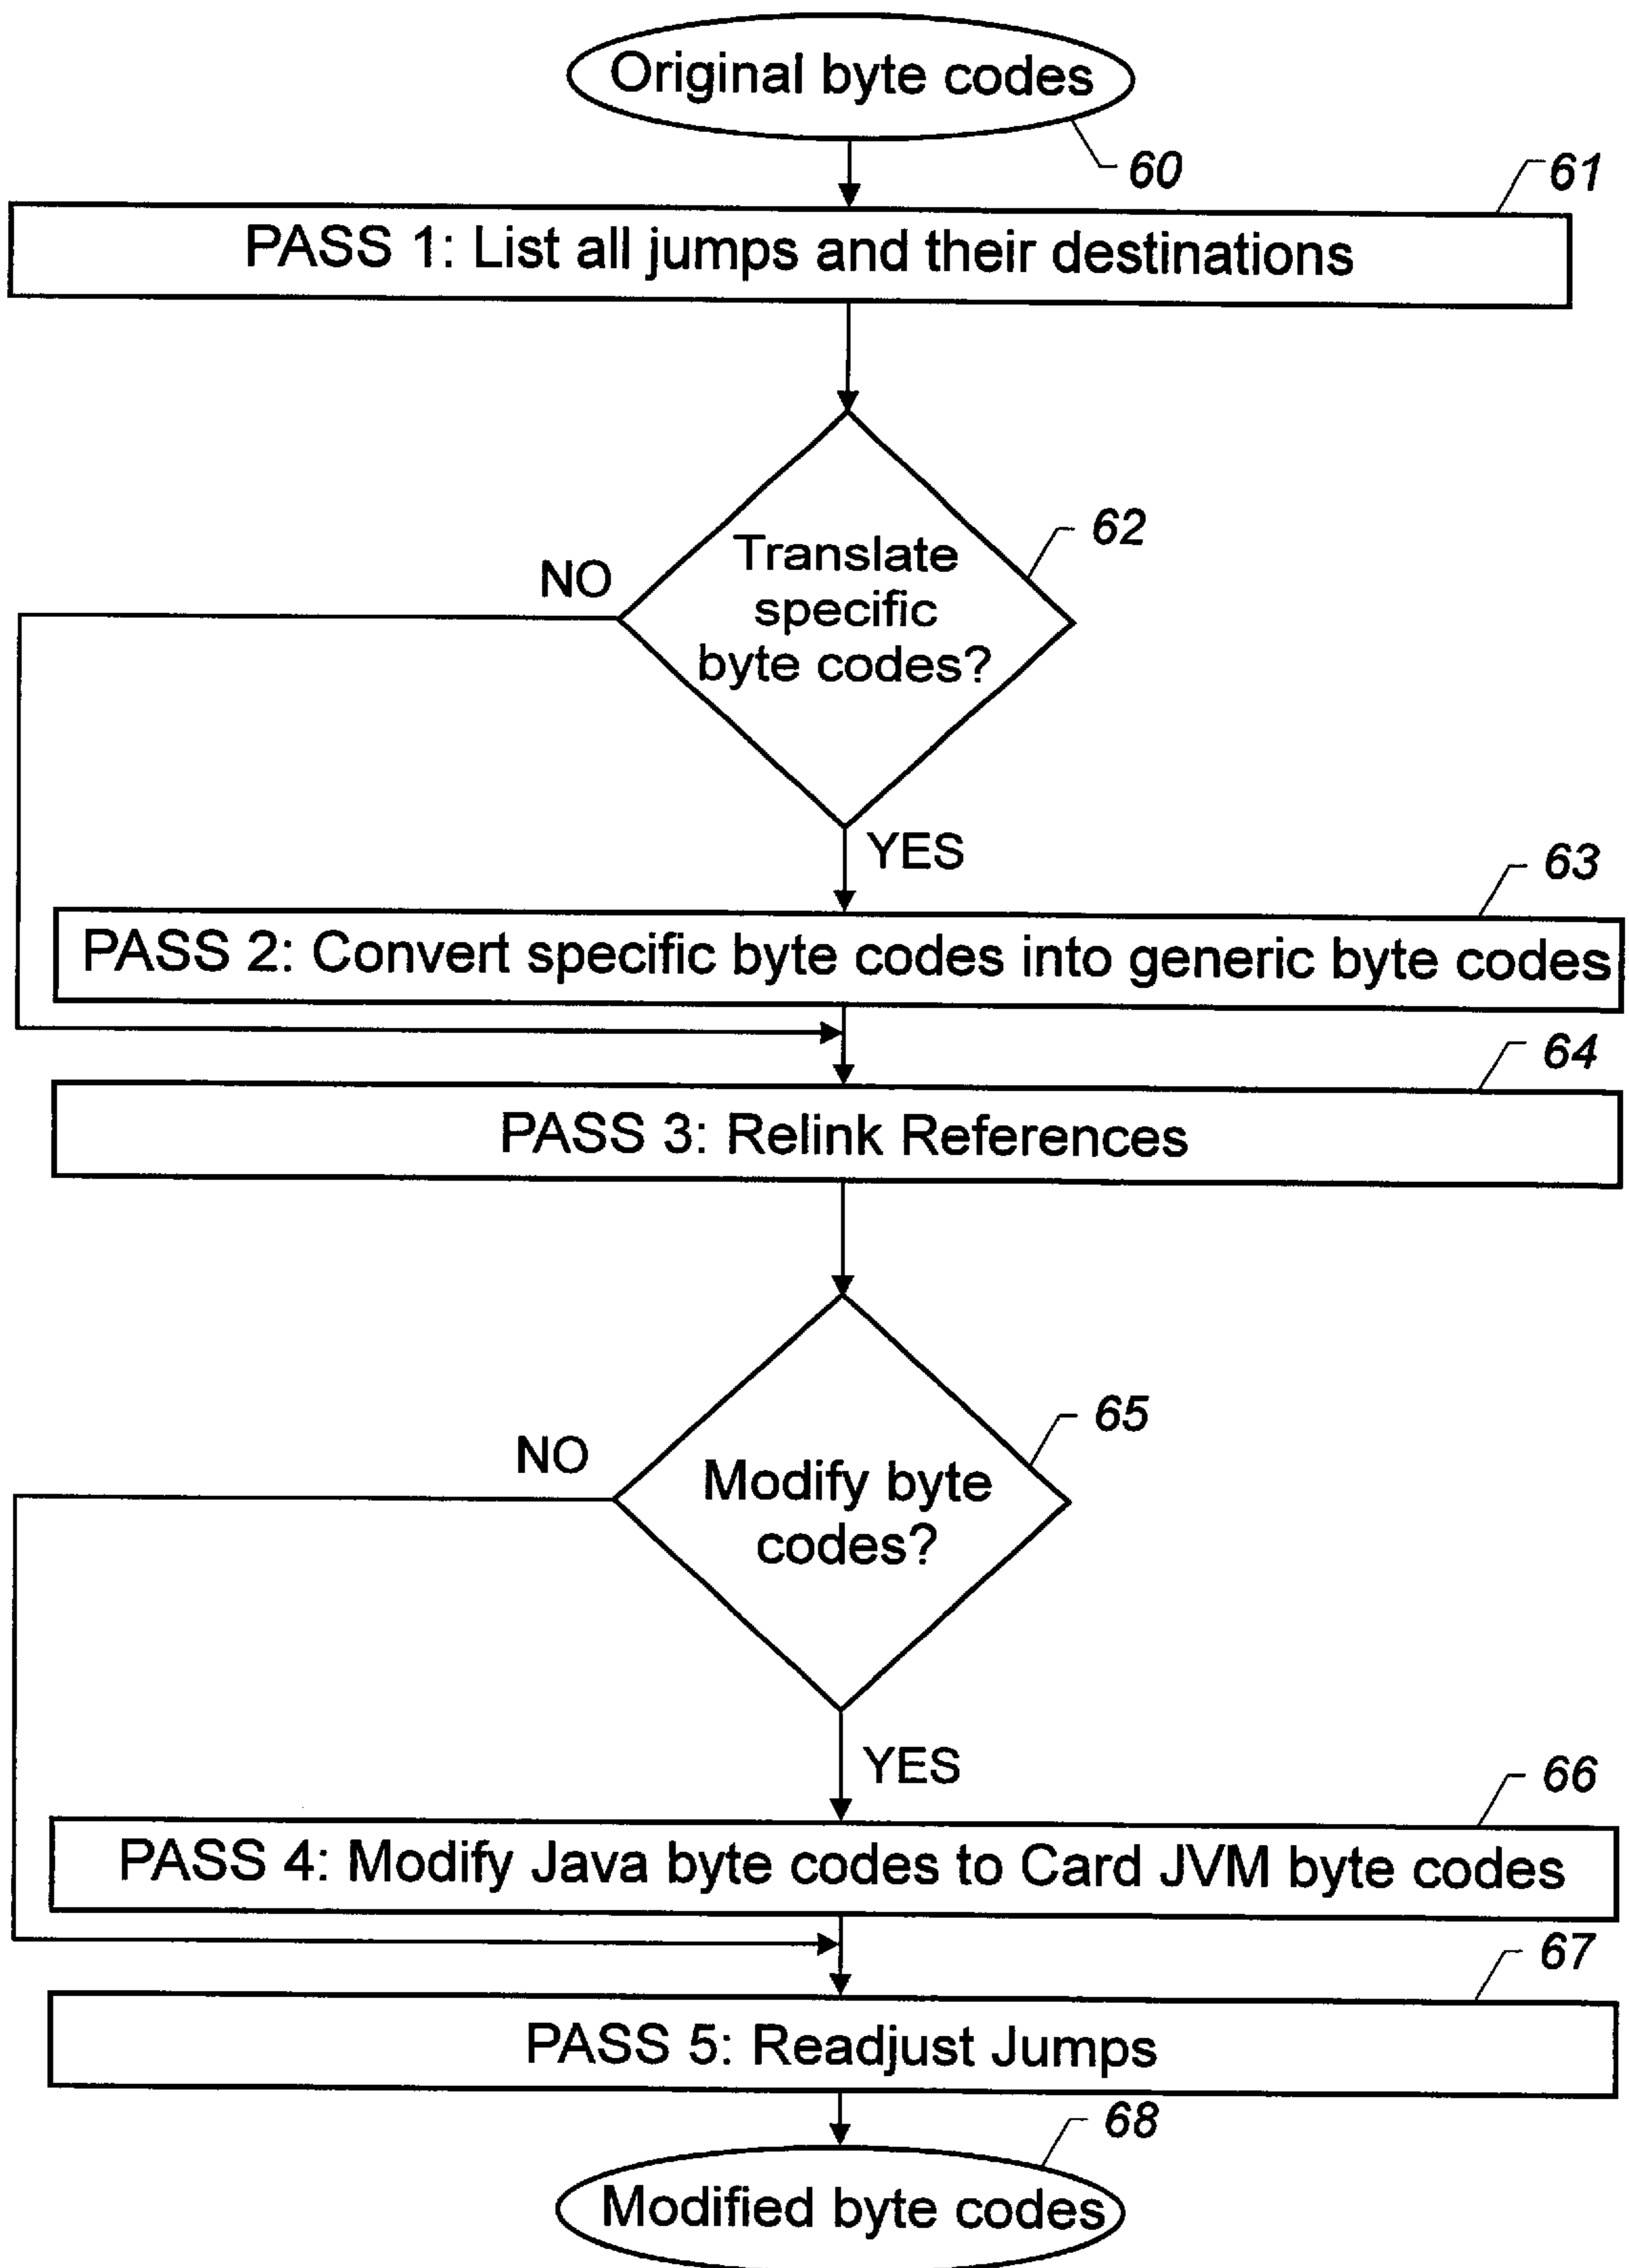 Original byte codes
60
61
PASS 1: List all jumps and their destinations
62
Translate
specific
byte codes?
NO
YES
63
PASS 2: Convert specific byte codes into generic byte codes
64
PASS 3: Relink References
65
NO
Modify byte
codes?
YES
66
PASS 4: Modify Java byte codes to Card JVM byte codes
67
PASS 5: Readjust Jumps
68
Modified byte codes